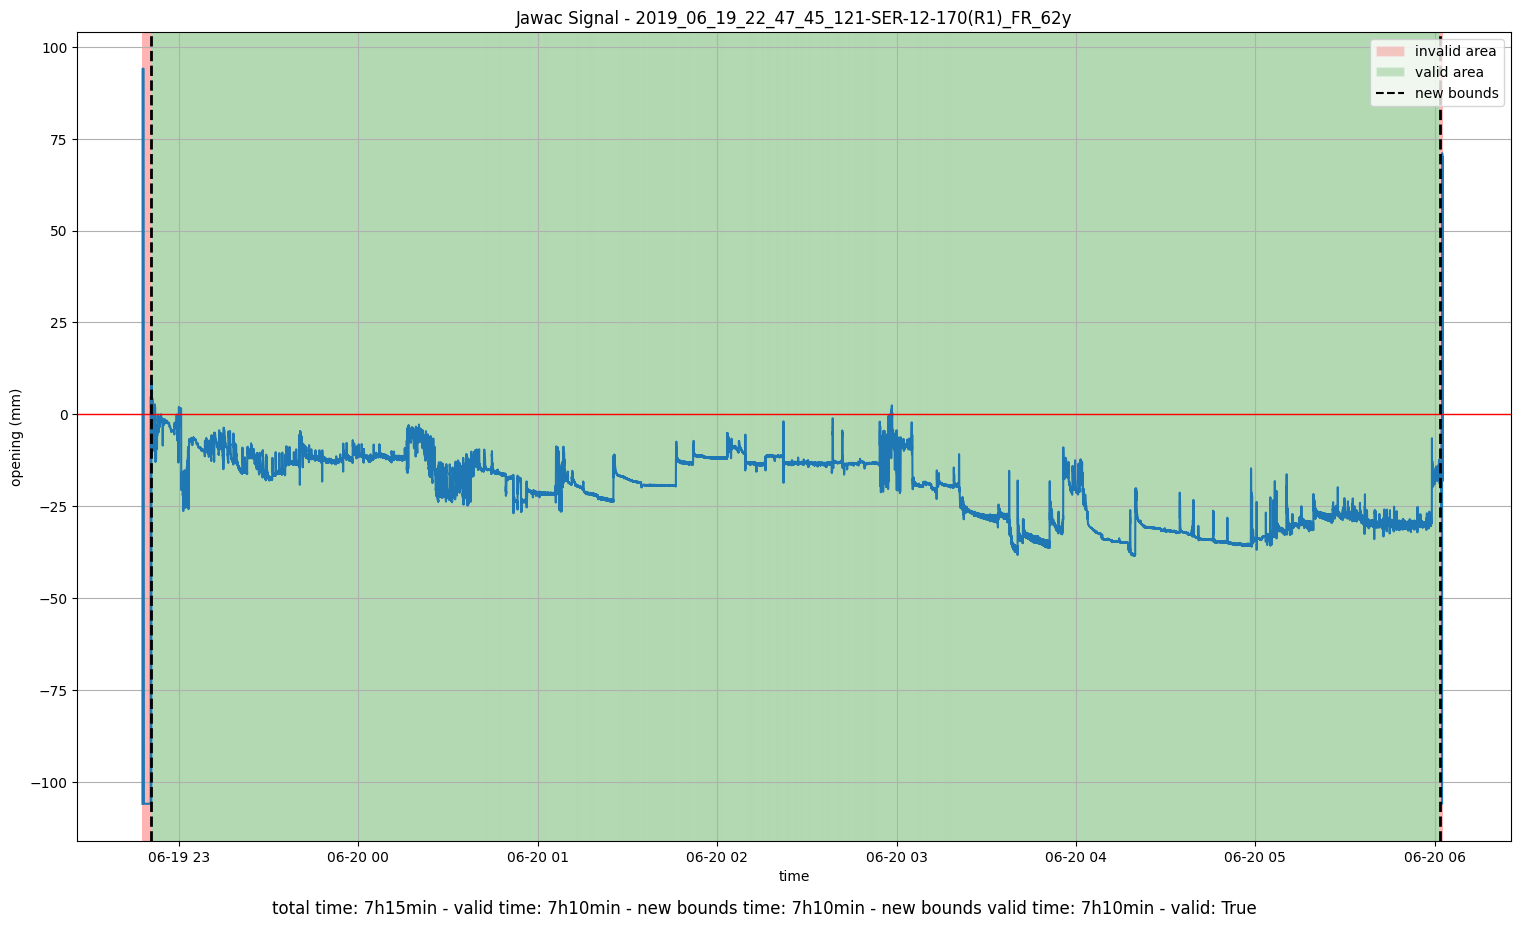 Jawac Signal - 2019_06_19_22_47_45_121-SER-12-170(R1)_FR_62y
invalid area
valid area
new bounds
opening (mm)
100
75
50
25
0
−25
−50
−75
−100
06-19 23
06-20 00
06-20 01
06-20 02
06-20 03
06-20 04
06-20 05
06-20 06
time
total time: 7h15min - valid time: 7h10min - new bounds time: 7h10min - new bounds valid time: 7h10min - valid: True